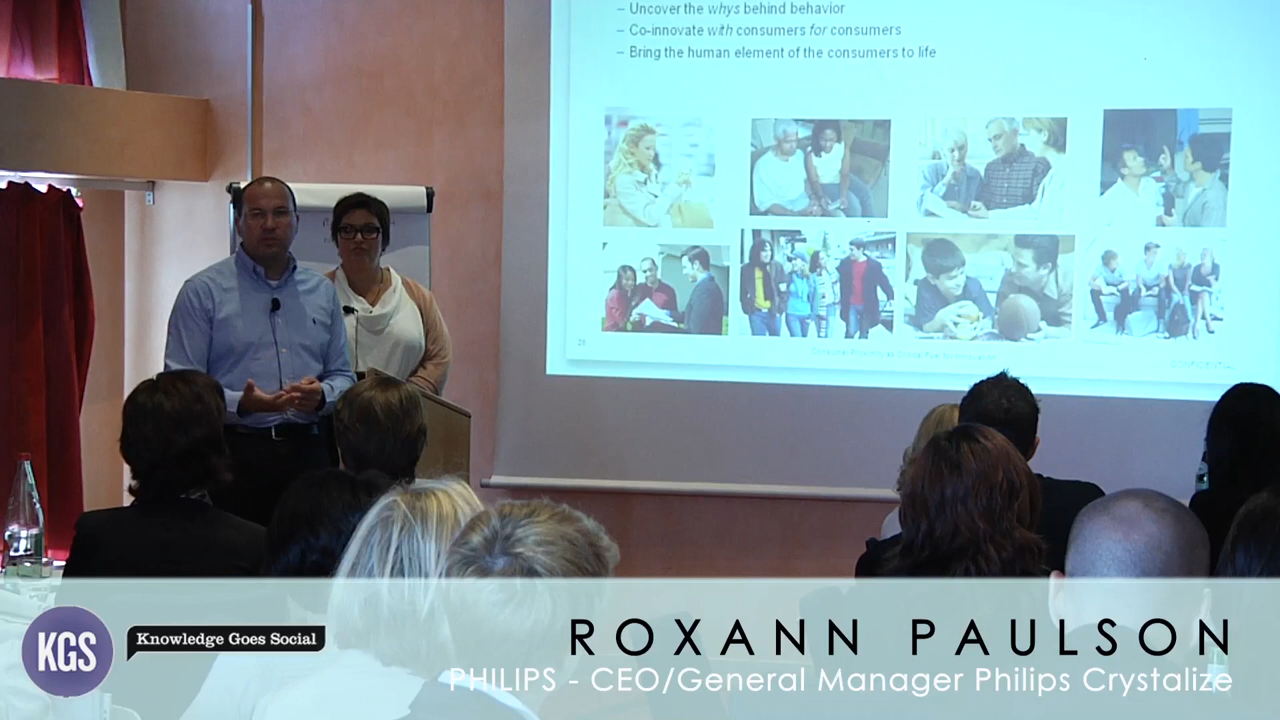 – Uncover the whys behind behavior
– Co-innovate with consumers for consumers
– Bring the human element of the consumers to life
CONFIDENTIAL
KGS
Knowledge Goes Social
ROXANN PAULSON
PHILIPS - CEO/General Manager Philips Crystalize